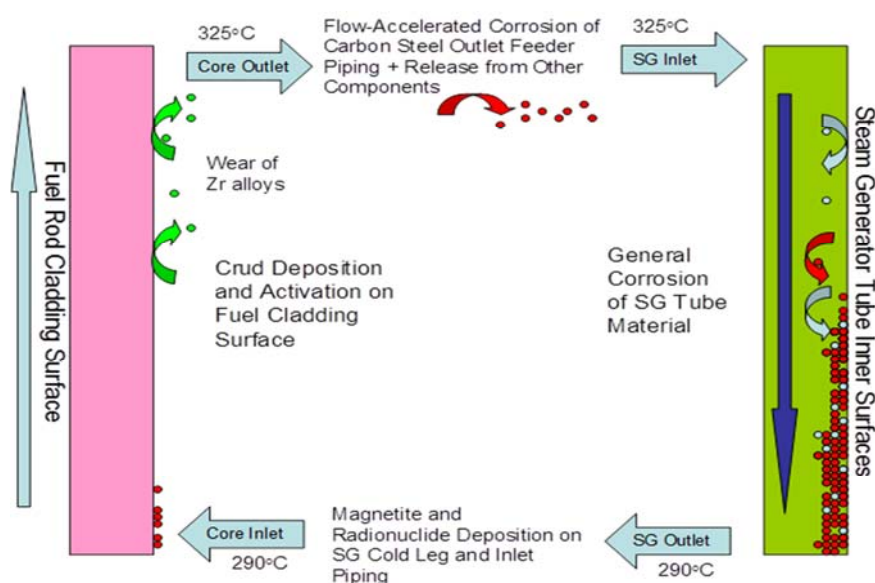 325°C
Core Outlet
Flow-Accelerated Corrosion of
Carbon Steel Outlet Feeder
Piping + Release from Other
Components
325°C
SG Inlet
Fuel Rod Cladding Surface
Wear of
Zr alloys
Crud Deposition
and Activation on
Fuel Cladding
Surface
General
Corrosion
of SG Tube
Material
Steam Generator Tube Inner Surfaces
Core Inlet
290°C
Magnetite and
Radionuclide Deposition on
SG Cold Leg and Inlet
Piping
SG Outlet
290°C